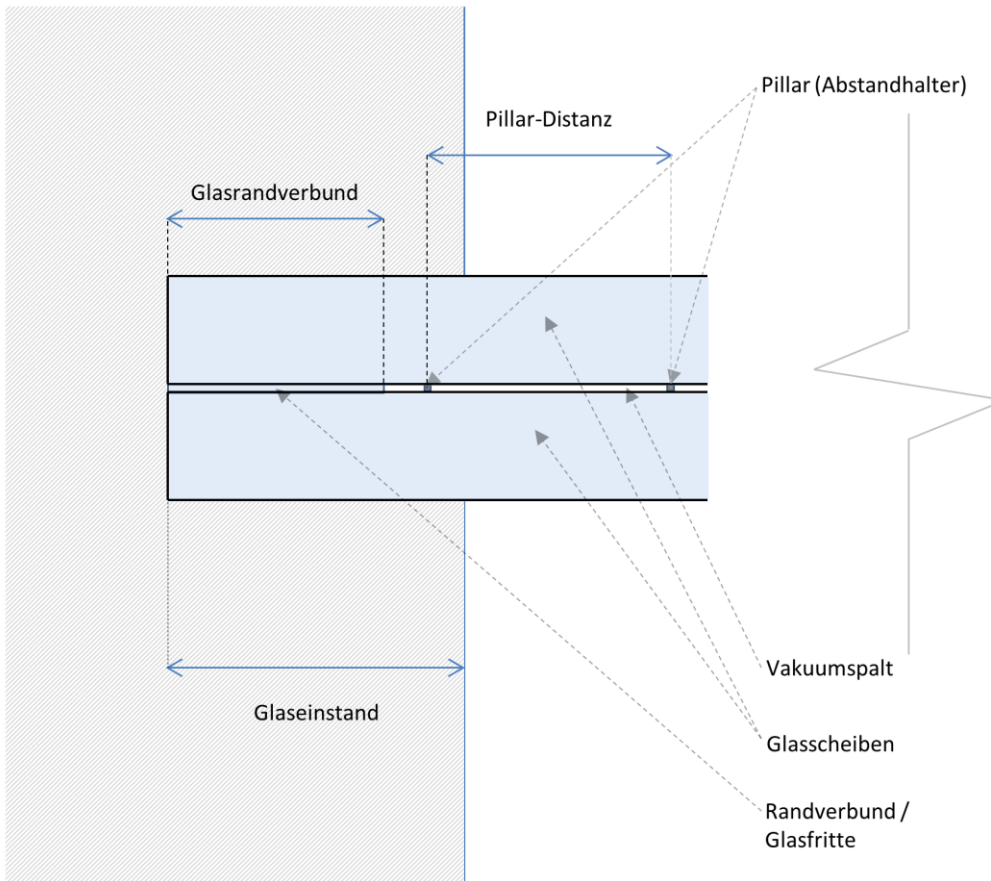 Pillar (Abstandhalter)
Pillar-Distanz
Glasrandverbund
Vakuumspalt
Glaseinstand
Glasscheiben
Randverbund /
Glasfritte